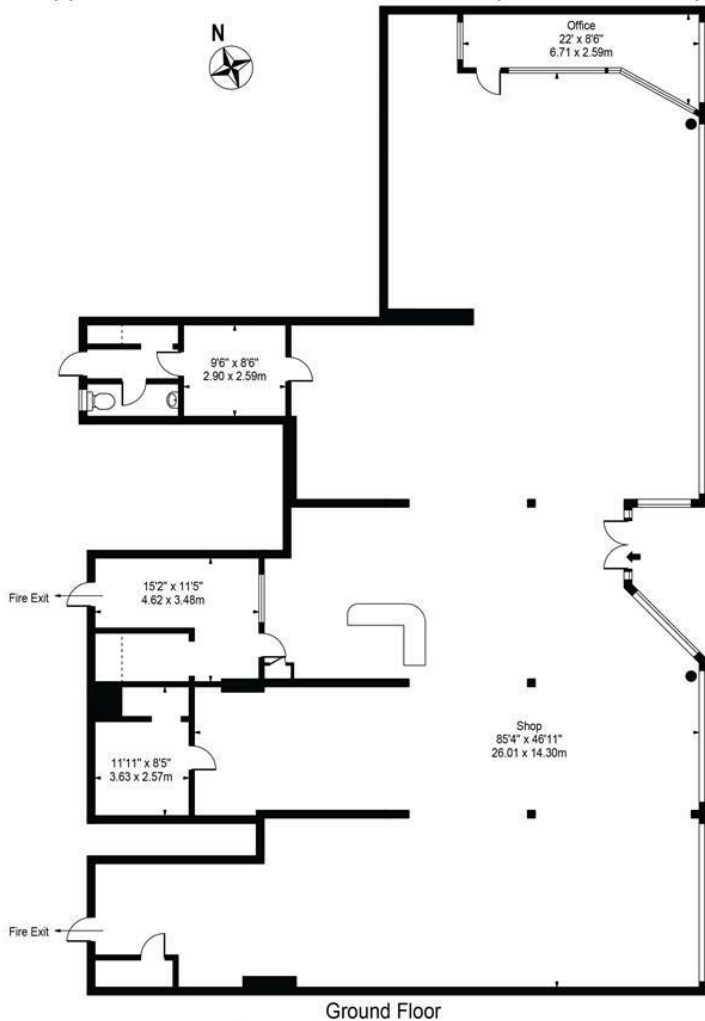 N
Office
22' x 8'6"
6.71 x 2.59m
9'6" x 8'6"
2.90 x 2.59m
Fire Exit
15'2" x 11'5"
4.62 x 3.48m
Shop
85'4" x 46'11"
26.01 x 14.30m
11'11" x 8'5"
3.63 x 2.57m
Fire Exit
Ground Floor